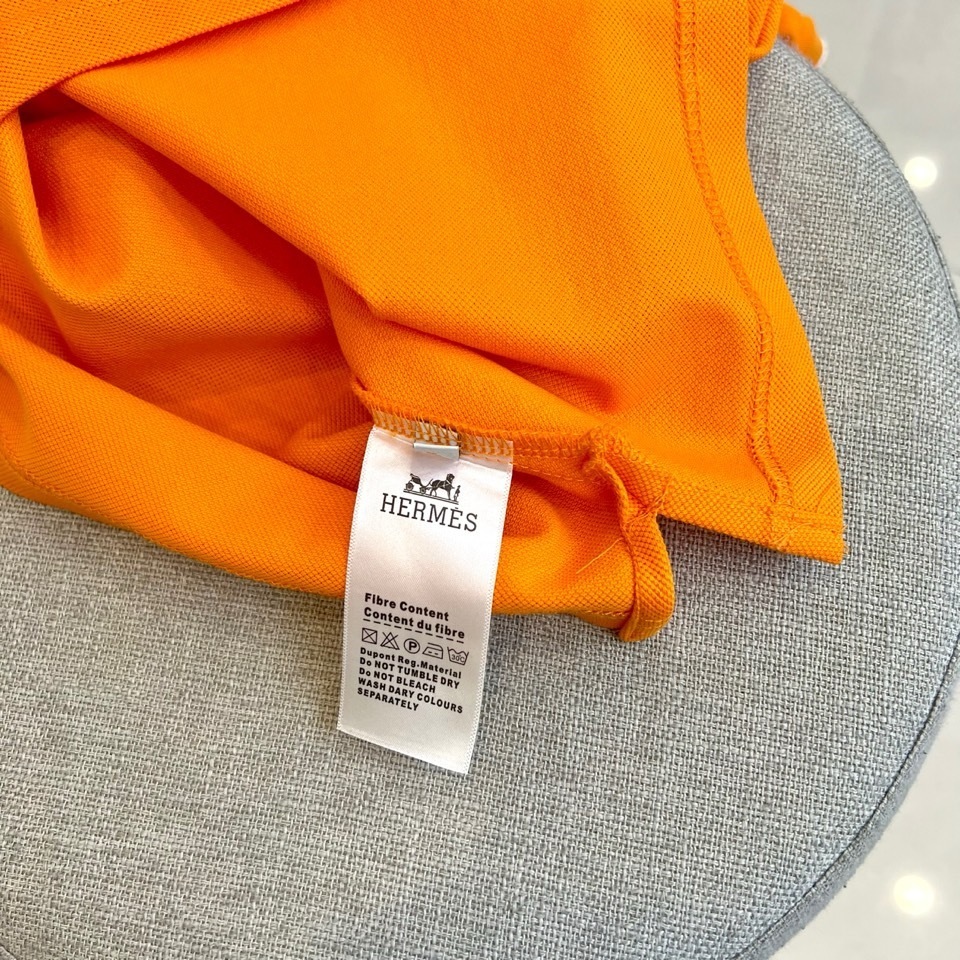 HERMÈS
Fibre Content
Content du fibre
P 30C
Dupont Reg.Material
Do NOT TUMBLE DRY
Do NOT BLEACH
WASH DARY COLOURS
SEPARATELY